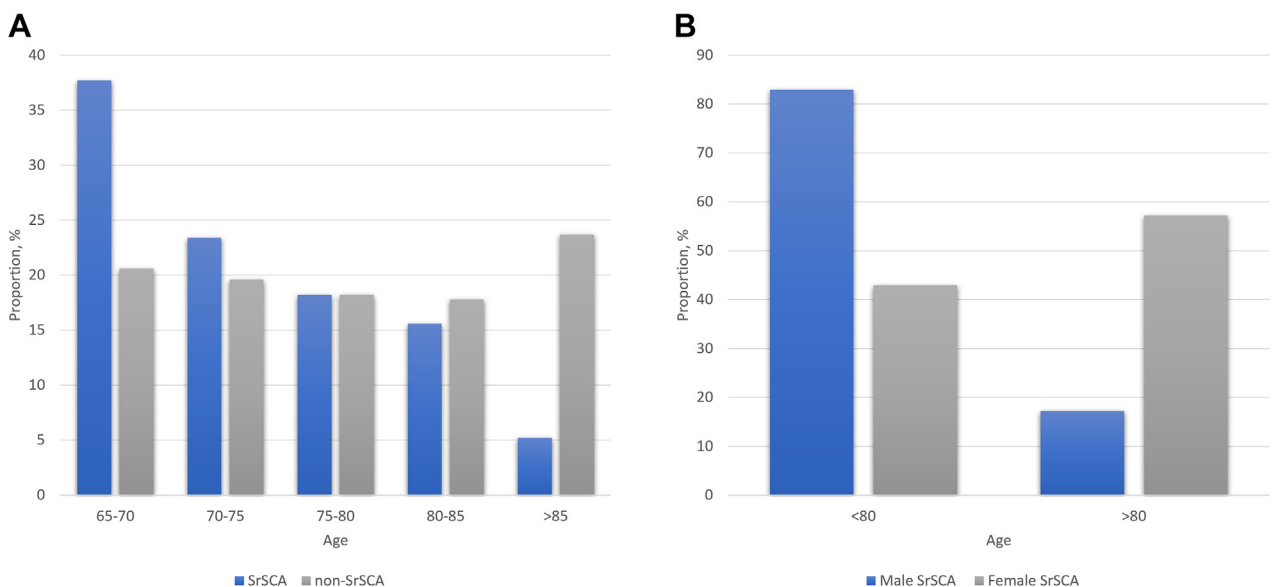 A
40
35
30
25
20
15
10
5
0
Proportion, %
65-70 70-75 75-80 80-85 >85
Age
SrSCA non-SrSCA
B
90
80
70
60
50
40
30
20
10
0
Proportion, %
<80 >80
Age
Male SrSCA Female SrSCA